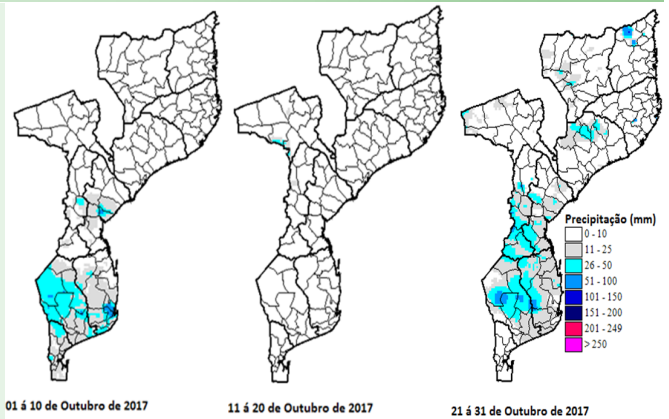 Precipitação (mm)
0 - 10
11 - 25
26 - 50
51 - 100
101 - 150
151 - 200
201 - 249
> 250
01 á 10 de Outubro de 2017
11 á 20 de Outubro de 2017
21 á 31 de Outubro de 2017